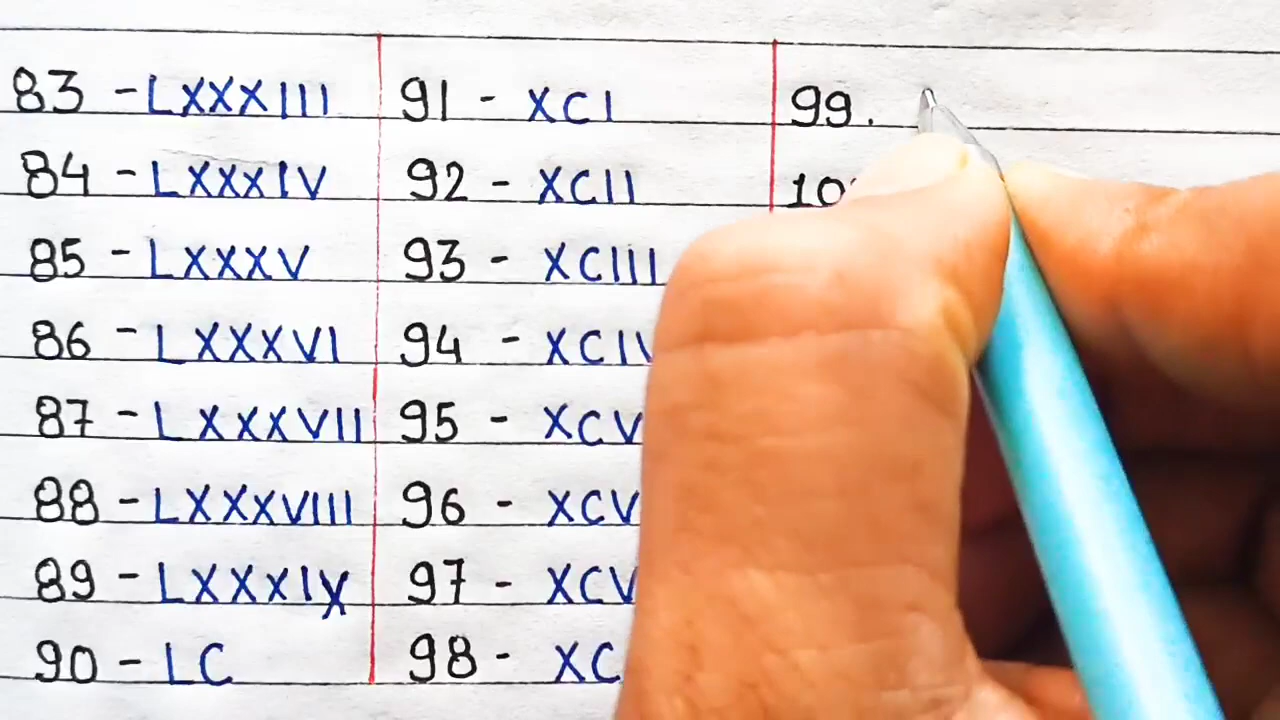 83 - LXXXIII
84 - LXXXIV
85 - LXXXV
86 - LXXXVI
87 - LXXXVII
88 - LXXXVIII
89 - LXXXIX
90 - LC
91 - XCI
92 - XCII
93 - XCIII
94 - XCIV
95 - XCV
96 - XCV
97 - XCV
98 - XC
99.
10